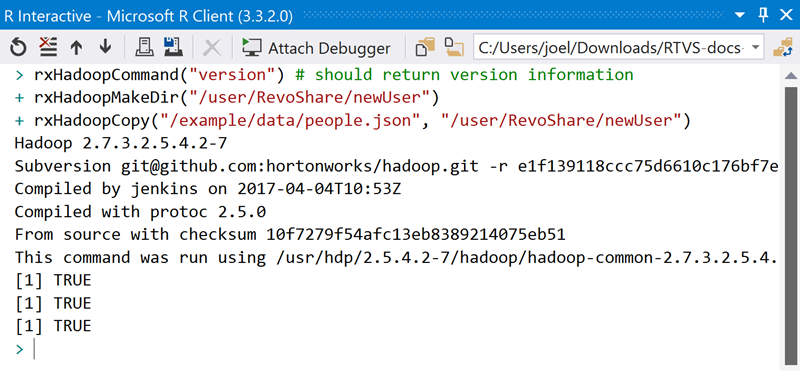 R Interactive - Microsoft R Client (3.3.2.0)
Attach Debugger
C:/Users/joel/Downloads/RTVS-docs-
> rxHadoopCommand("version") # should return version information
+ rxHadoopMakeDir("/user/RevoShare/newUser")
+ rxHadoopCopy("/example/data/people.json", "/user/RevoShare/newUser")
Hadoop 2.7.3.2.5.4.2-7
Subversion git@github.com:hortonworks/hadoop.git -r e1f139118ccc75d6610c176bf7e
Compiled by jenkins on 2017-04-04T10:53Z
Compiled with protoc 2.5.0
From source with checksum 10f7279f54afc13eb8389214075eb51
This command was run using /usr/hdp/2.5.4.2-7/hadoop/hadoop-common-2.7.3.2.5.4.
[1] TRUE
[1] TRUE
[1] TRUE
>